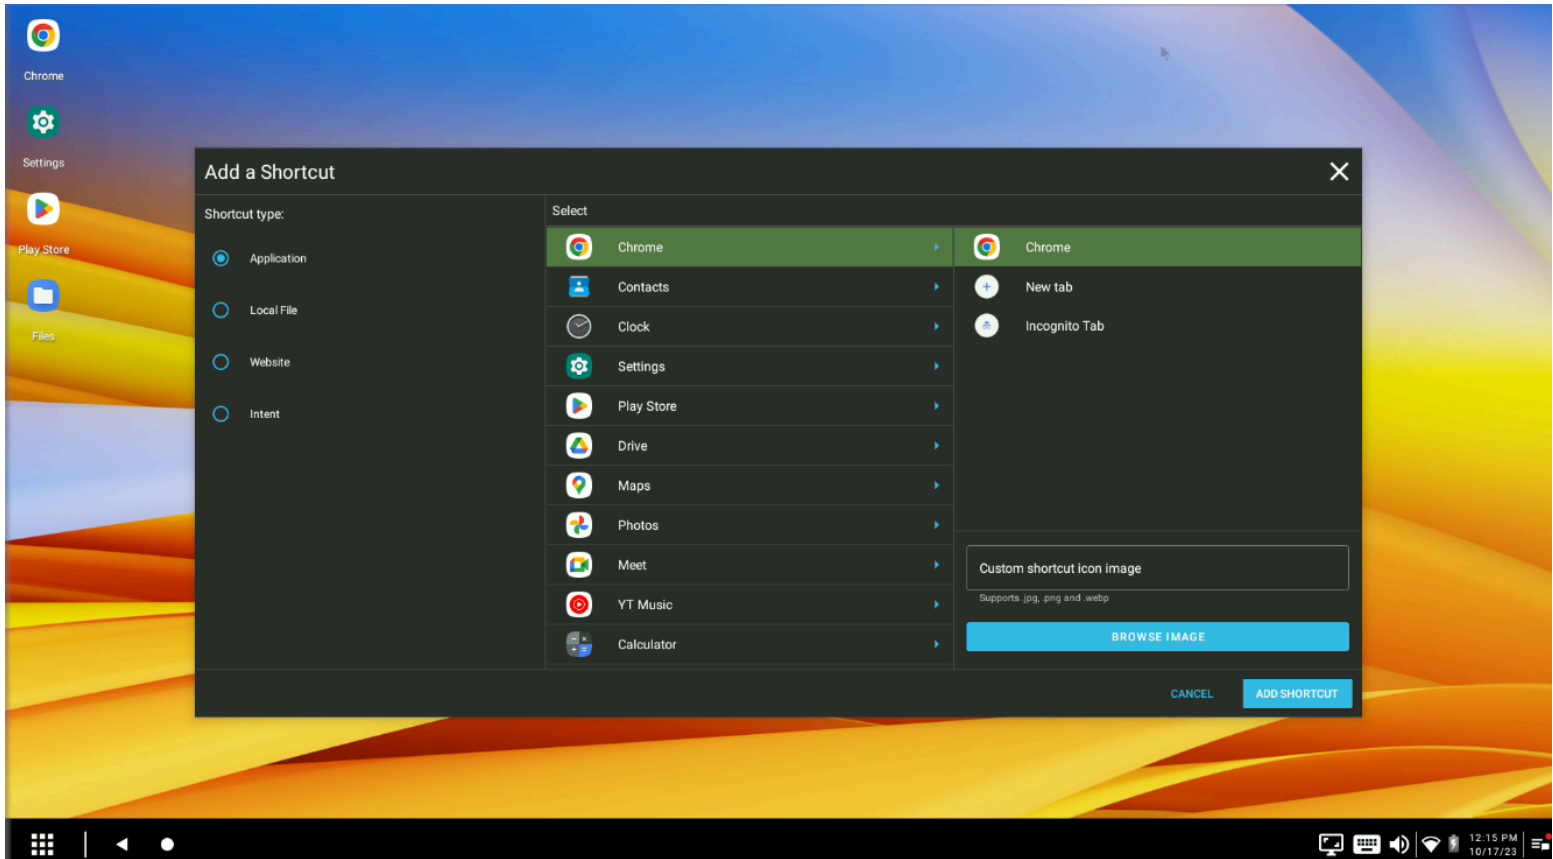 Chrome
Settings
Play Store
Files
Add a Shortcut
Shortcut type:
Application
Local File
Website
Intent
Select
Chrome
Contacts
Clock
Settings
Play Store
Drive
Maps
Photos
Meet
YT Music
Calculator
Chrome
New tab
Incognito Tab
Custom shortcut icon image
Supports .jpg, .png and .webp
BROWSE IMAGE
CANCEL
ADD SHORTCUT
12:15 PM
10/17/23